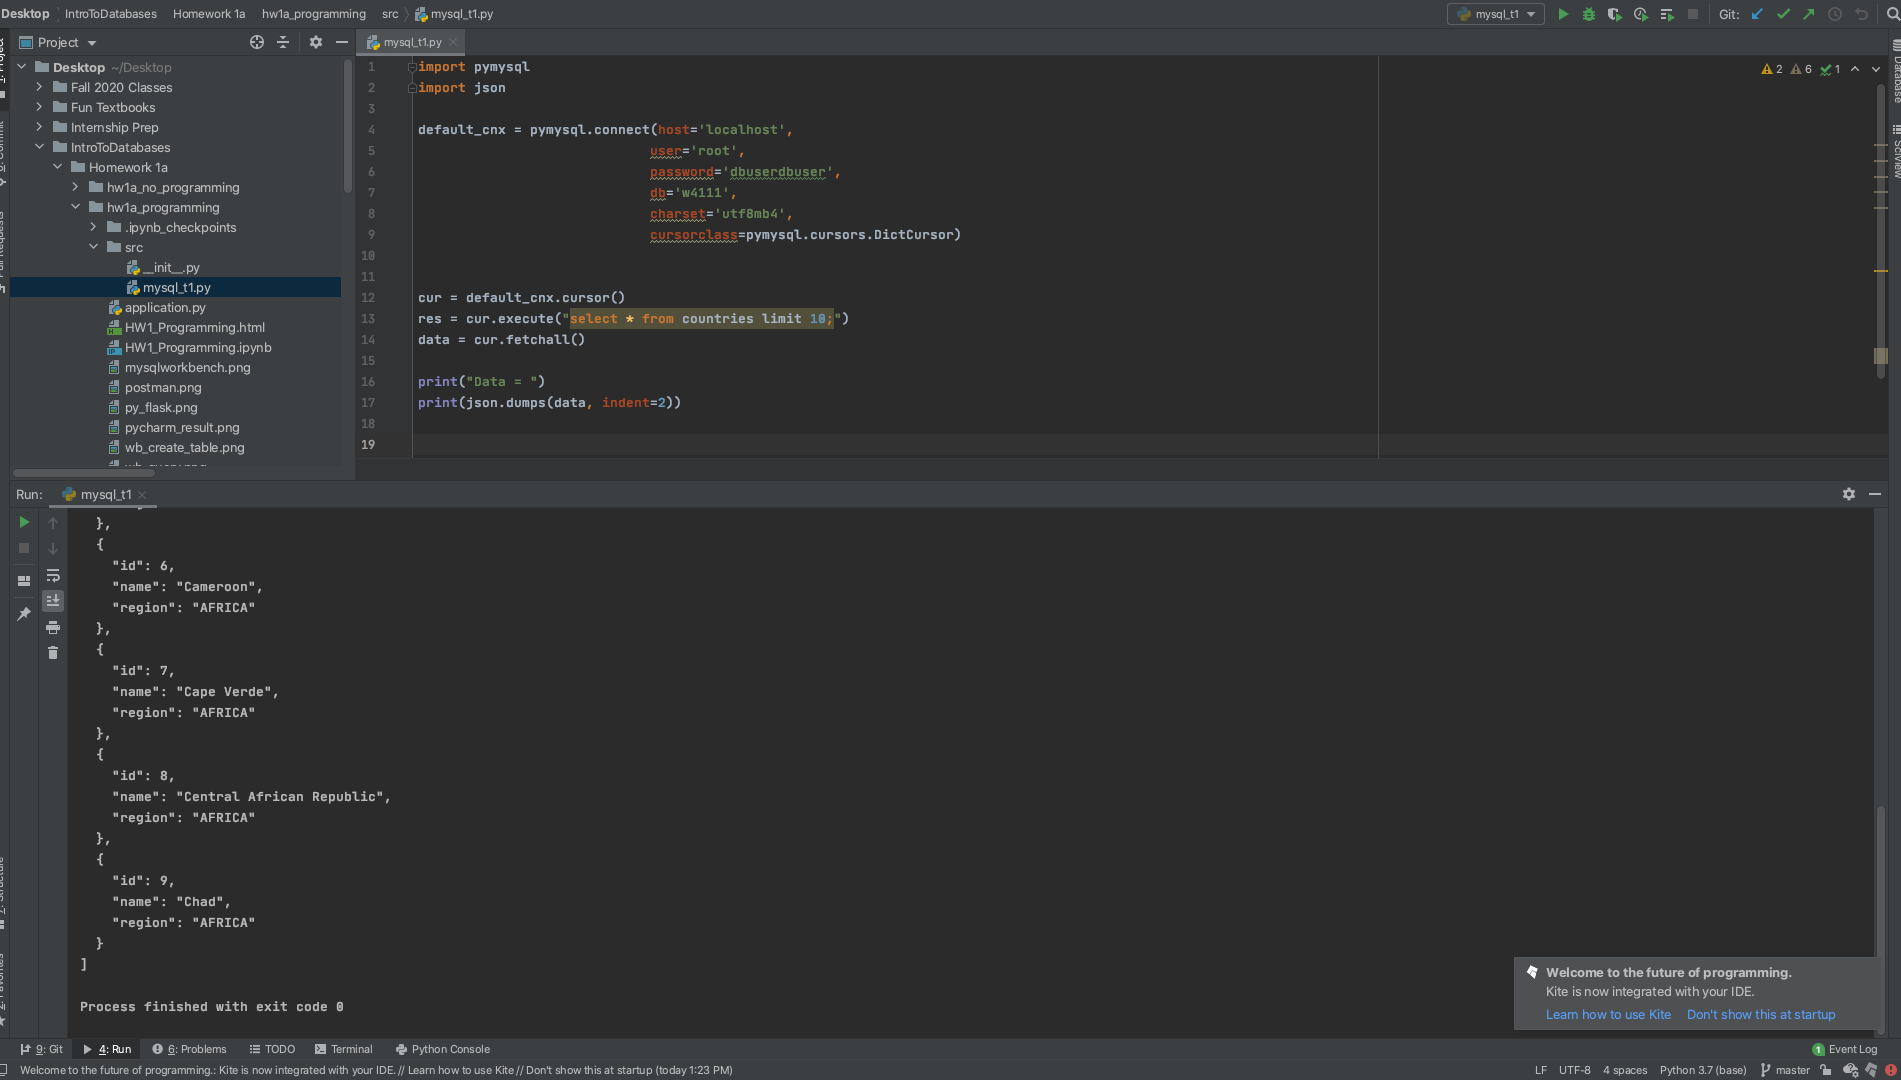 Desktop IntroToDatabases Homework 1a hw1a_programming src mysql_t1.py
mysql_t1 Git:
Project
mysql_t1.py
Desktop ~/Desktop
Fall 2020 Classes
Fun Textbooks
Internship Prep
IntroToDatabases
Homework 1a
hw1a_no_programming
hw1a_programming
.ipynb_checkpoints
src
__init__.py
mysql_t1.py
application.py
HW1_Programming.html
HW1_Programming.ipynb
mysqlworkbench.png
postman.png
py_flask.png
pycharm_result.png
wb_create_table.png
1 import pymysql
2 import json
3
4 default_cnx = pymysql.connect(host='localhost',
5 user='root',
6 password='dbuserdbuser',
7 db='w4111',
8 charset='utf8mb4',
9 cursorclass=pymysql.cursors.DictCursor)
10
11
12 cur = default_cnx.cursor()
13 res = cur.execute("select * from countries limit 10;")
14 data = cur.fetchall()
15
16 print("Data = ")
17 print(json.dumps(data, indent=2))
18
19
2 6 1
Database
SciView
Run: mysql_t1
},
{
"id": 6,
"name": "Cameroon",
"region": "AFRICA"
},
{
"id": 7,
"name": "Cape Verde",
"region": "AFRICA"
},
{
"id": 8,
"name": "Central African Republic",
"region": "AFRICA"
},
{
"id": 9,
"name": "Chad",
"region": "AFRICA"
}
]
Process finished with exit code 0
Welcome to the future of programming.
Kite is now integrated with your IDE.
Learn how to use Kite Don't show this at startup
9: Git 4: Run 6: Problems TODO Terminal Python Console 1 Event Log
Welcome to the future of programming.: Kite is now integrated with your IDE. // Learn how to use Kite // Don't show this at startup (today 1:23 PM) LF UTF-8 4 spaces Python 3.7 (base) master